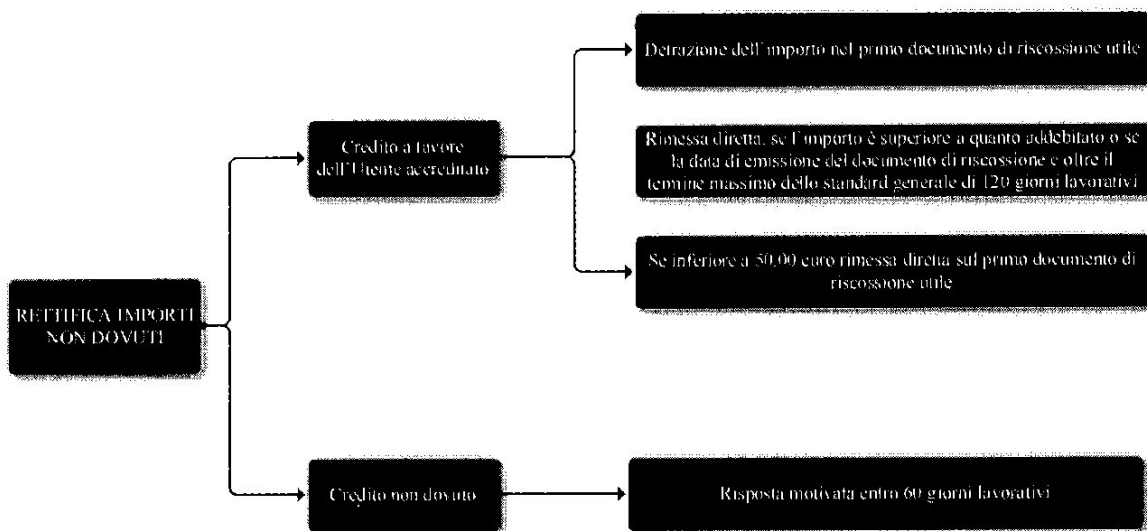 Detrazione dell'importo nel primo documento di riscossione utile
Credito a favore
dell'Utente accreditato
Rimessa diretta, se l'importo è superiore a quanto addebitato o se
la data di emissione del documento di riscossione e oltre il
termine massimo dello standard generale di 120 giorni lavorativi
Se inferiore a 50,00 euro rimessa diretta sul primo documento di
riscossione utile
RETTIFICA IMPORTI
NON DOVUTI
Credito non dovuto
Risposta motivata entro 60 giorni lavorativi